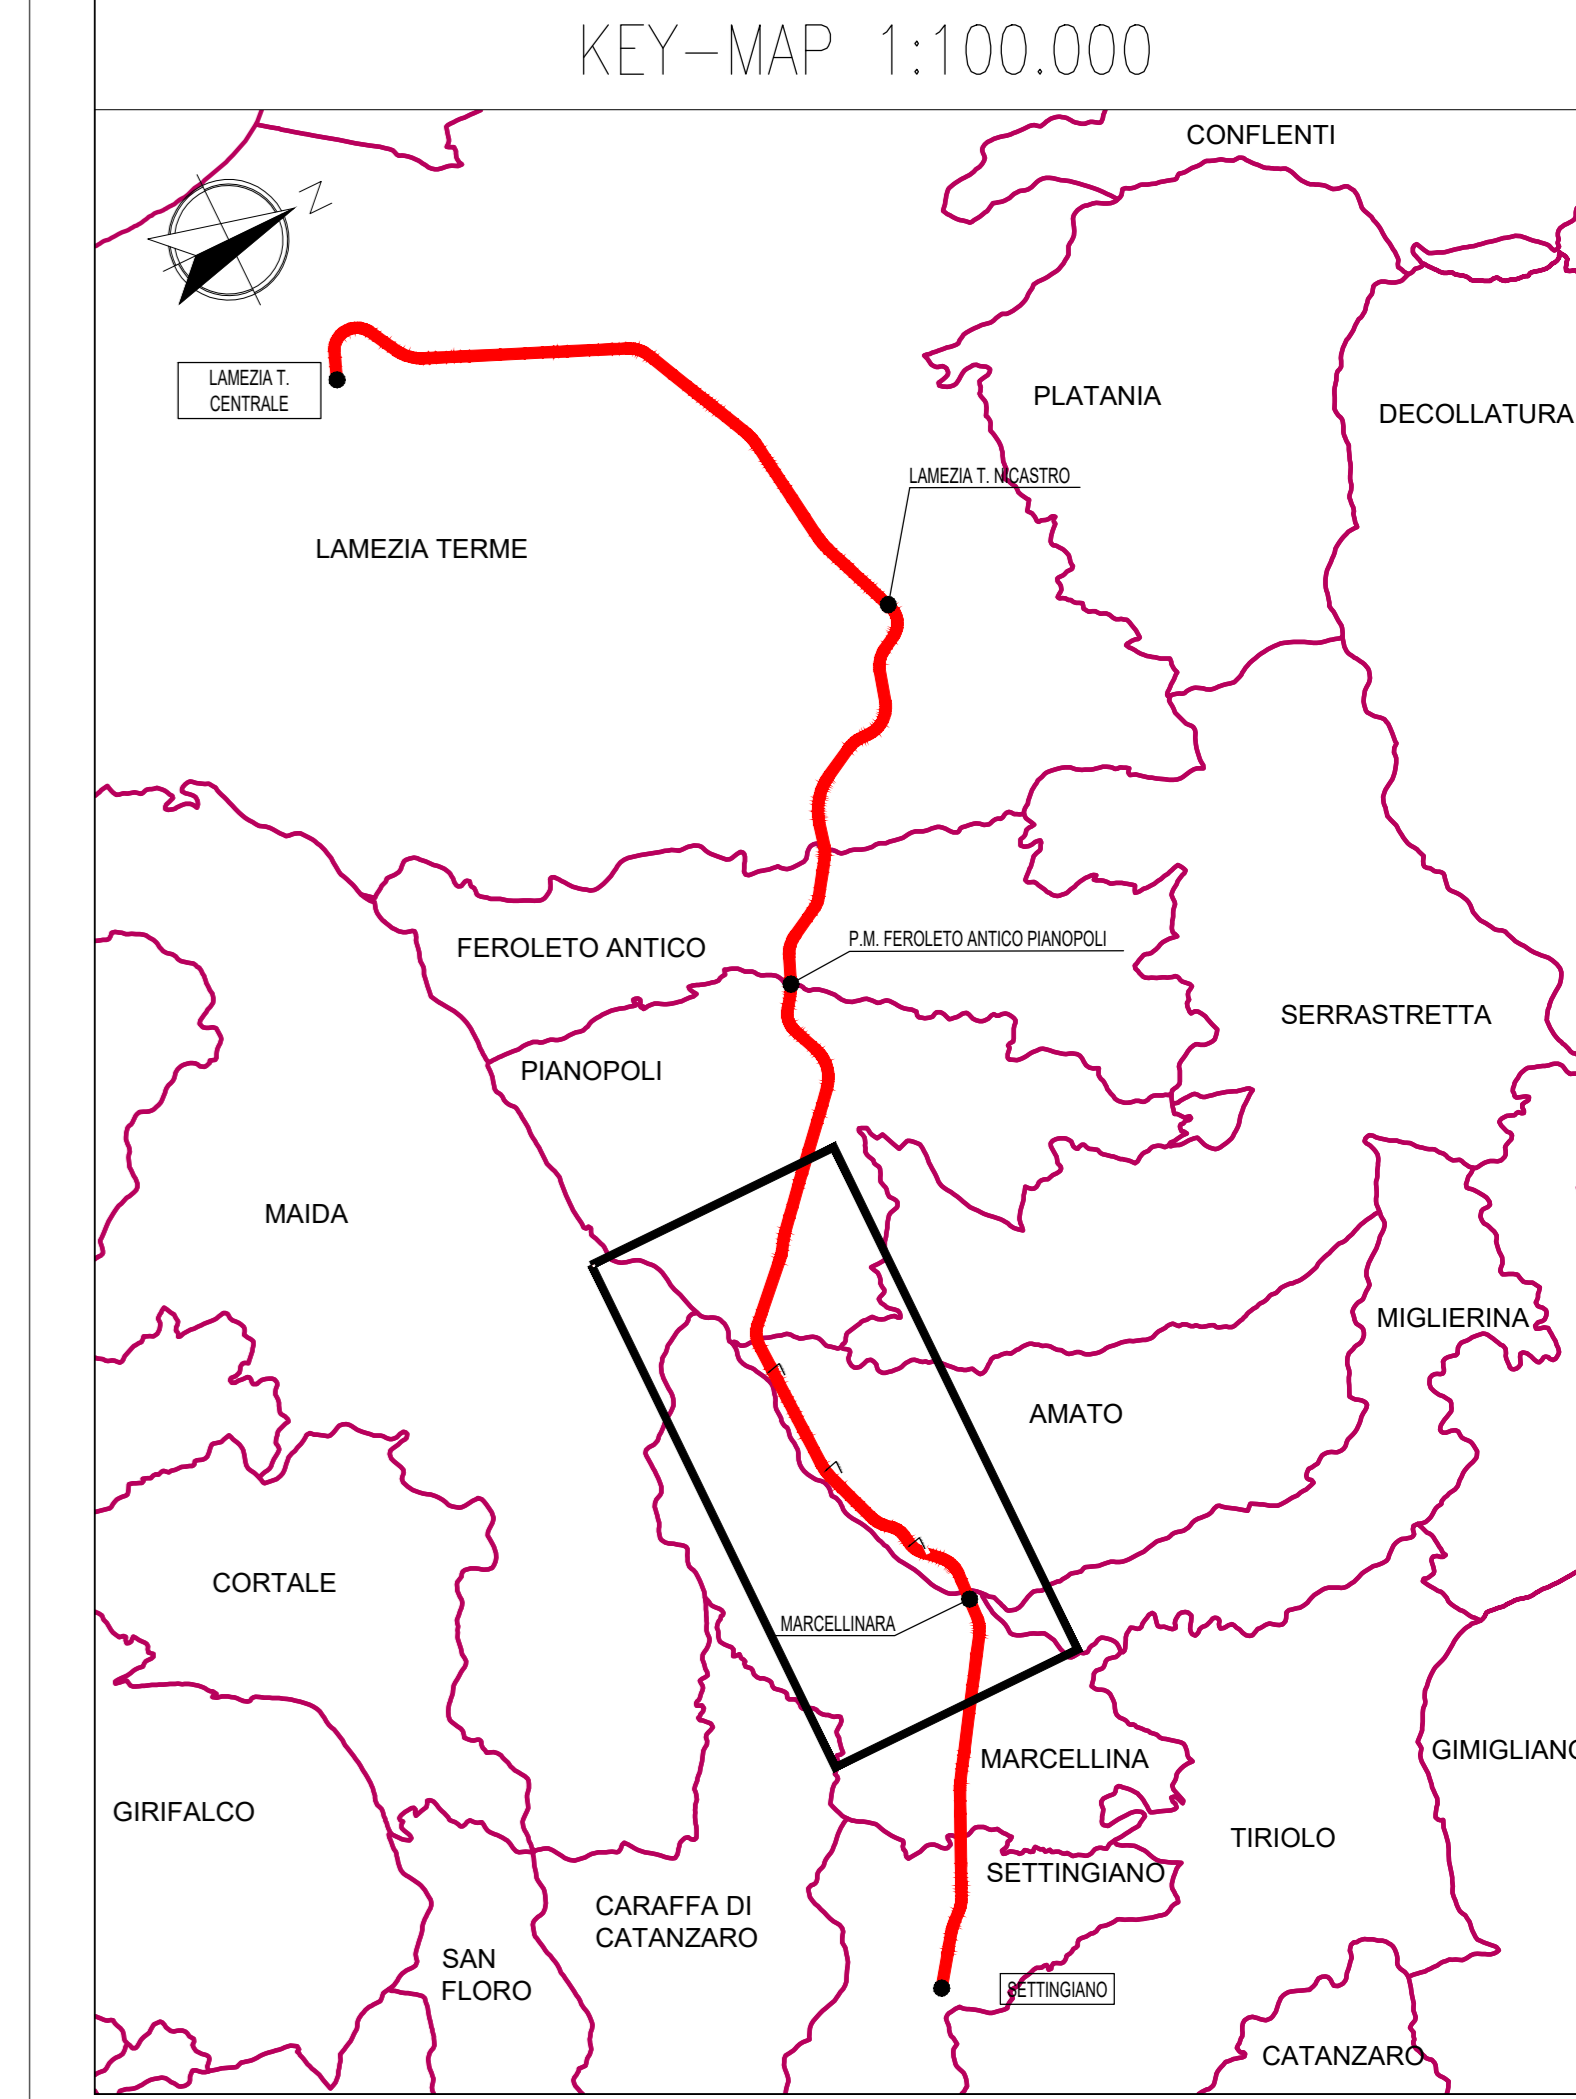 KEY-MAP 1:100.000
CONFLENTI
N
LAMEZIA T.
CENTRALE
PLATANIA
DECOLLATURA
LAMEZIA T. NICASTRO
LAMEZIA TERME
FEROLETO ANTICO
P.M. FEROLETO ANTICO PIANOPOLI
SERRASTRETTA
PIANOPOLI
MAIDA
MIGLIERINA
AMATO
CORTALE
MARCELLINARA
MARCELLINA
GIMIGLIANO
GIRIFALCO
TIRIOLO
SETTINGIANO
CARAFFA DI
CATANZARO
SAN
FLORO
SETTINGIANO
CATANZARO